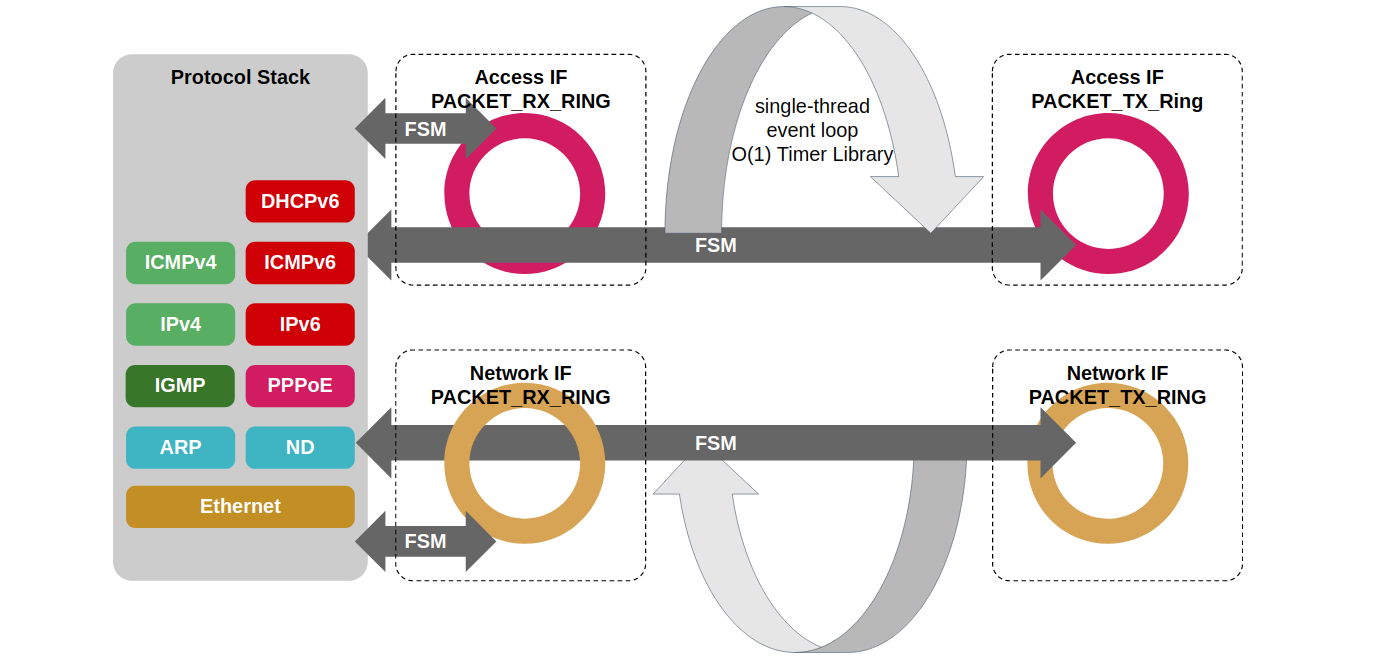 Protocol Stack
DHCPv6
ICMPv4
ICMPv6
IPv4
IPv6
IGMP
PPPoE
ARP
ND
Ethernet
Access IF
PACKET_RX_RING
FSM
single-thread
event loop
O(1) Timer Library
Access IF
PACKET_TX_Ring
FSM
Network IF
PACKET_RX_RING
Network IF
PACKET_TX_RING
FSM
FSM